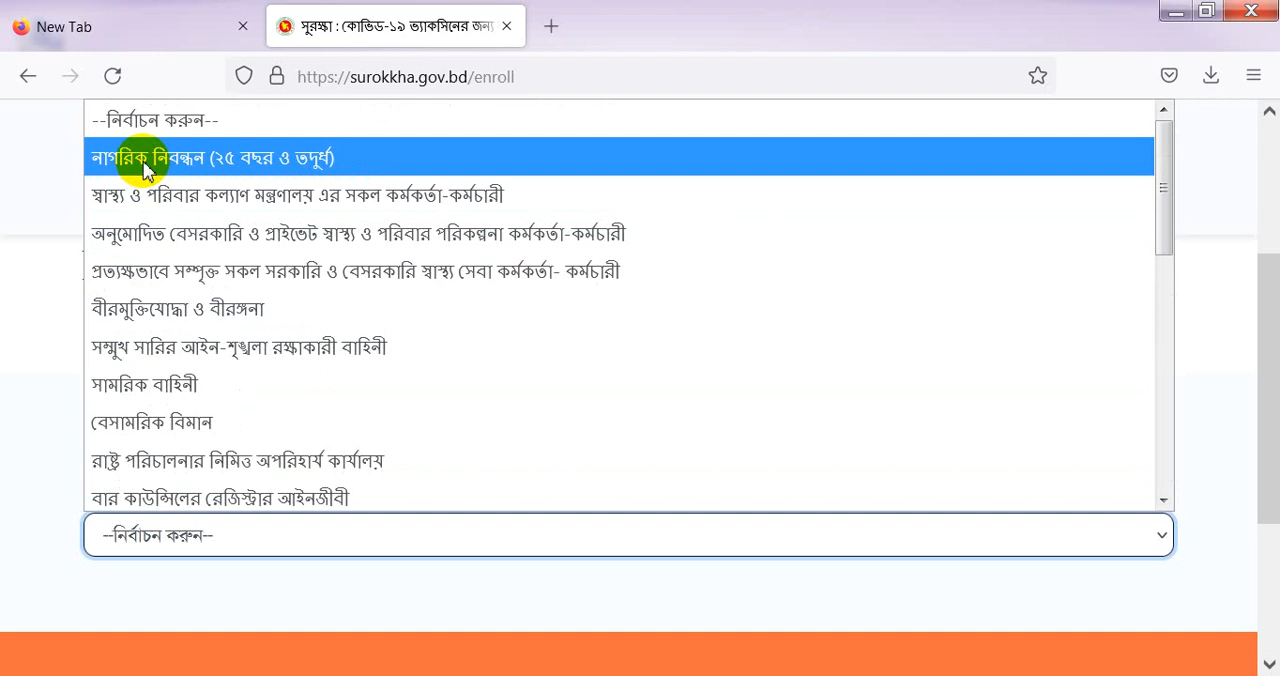 New Tab
সুরক্ষা : কোভিড-১৯ ভ্যাকসিনের জন্য
https://surokkha.gov.bd/enroll
--নির্বাচন করুন--
নাগরিক নিবন্ধন (২৫ বছর ও তদুর্ধ)
স্বাস্থ্য ও পরিবার কল্যাণ মন্ত্রণালয় এর সকল কর্মকর্তা-কর্মচারী
অনুমোদিত বেসরকারি ও প্রাইভেট স্বাস্থ্য ও পরিবার পরিকল্পনা কর্মকর্তা-কর্মচারী
প্রত্যক্ষভাবে সম্পৃক্ত সকল সরকারি ও বেসরকারি স্বাস্থ্য সেবা কর্মকর্তা- কর্মচারী
বীরমুক্তিযোদ্ধা ও বীরঙ্গনা
সম্মুখ সারির আইন-শৃঙ্খলা রক্ষাকারী বাহিনী
সামরিক বাহিনী
বেসামরিক বিমান
রাষ্ট্র পরিচালনার নিমিত্ত অপরিহার্য কার্যালয়
বার কাউন্সিলের রেজিস্ট্রার আইনজীবী
--নির্বাচন করুন--